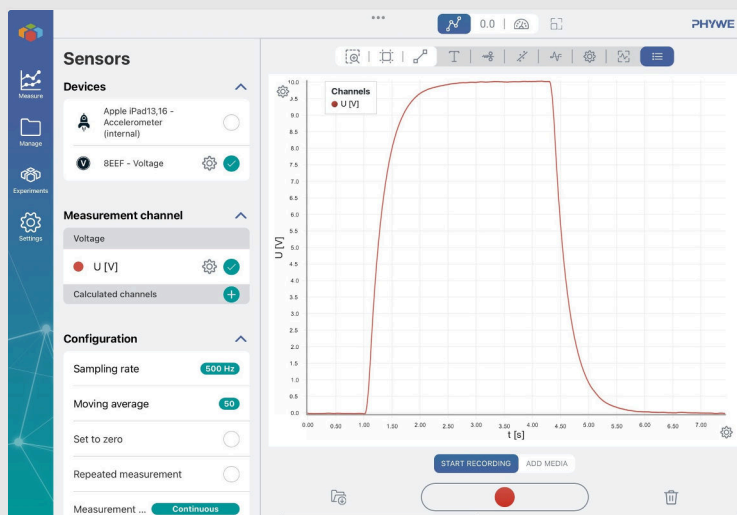 0.0
PHYWE
Measure
Manage
Experiments
Settings
Sensors
Devices
Apple iPad13,16 -
Accelerometer
(internal)
V
8EEF - Voltage
Measurement channel
Voltage
U [V]
Calculated channels
Configuration
Sampling rate
500 Hz
Moving average
50
Set to zero
Repeated measurement
Measurement ...
Continuous
T
Channels
U [V]
U [V]
10.0
9.5
9.0
8.5
8.0
7.5
7.0
6.5
6.0
5.5
5.0
4.5
4.0
3.5
3.0
2.5
2.0
1.5
1.0
0.5
0.0
0.00 0.50 1.00 1.50 2.00 2.50 3.00 3.50 4.00 4.50 5.00 5.50 6.00 6.50 7.00
t [s]
START RECORDING
ADD MEDIA